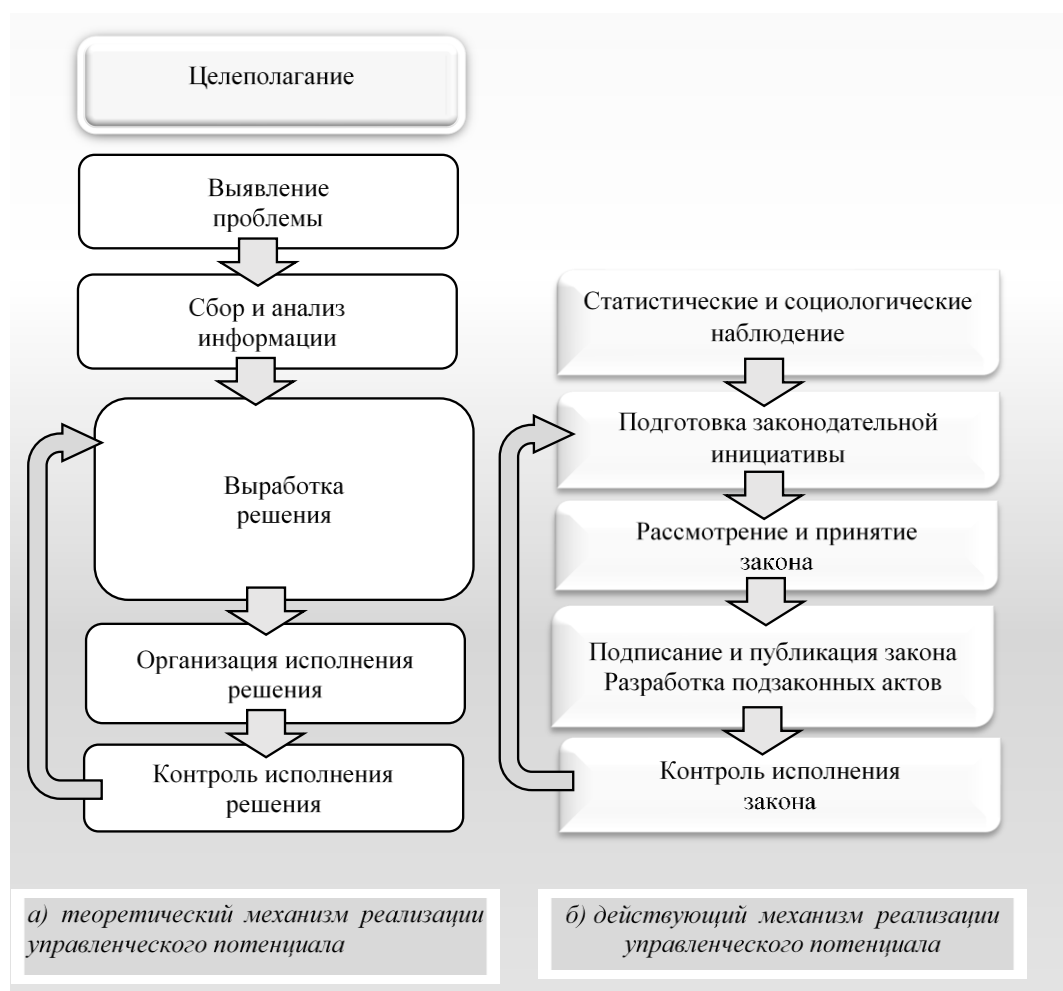 Целеполагание
Выявление
проблемы
Сбор и анализ
информации
Выработка
решения
Организация исполнения
решения
Контроль исполнения
решения
а) теоретический механизм реализации
управленческого потенциала
Статистические и социологические
наблюдение
Подготовка законодательной
инициативы
Рассмотрение и принятие
закона
Подписание и публикация закона
Разработка подзаконных актов
Контроль исполнения
закона
б) действующий механизм реализации
управленческого потенциала